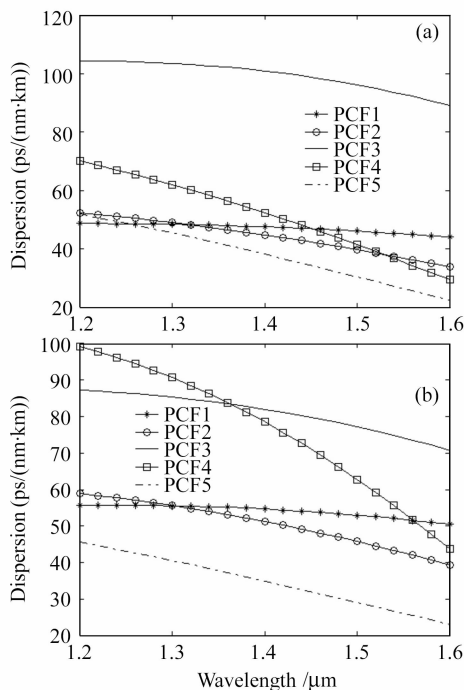 (a)
120
100
80
60
40
20
Dispersion (ps/(nm·km))
PCF1
PCF2
PCF3
PCF4
PCF5
1.2 1.3 1.4 1.5 1.6
(b)
100
90
80
70
60
50
40
30
20
Dispersion (ps/(nm·km))
PCF1
PCF2
PCF3
PCF4
PCF5
1.2 1.3 1.4 1.5 1.6
Wavelength /μm